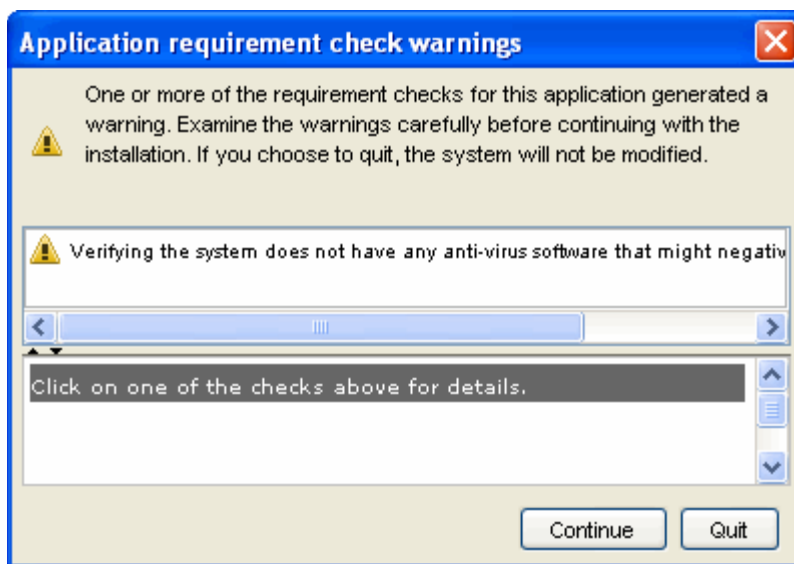 Application requirement check warnings
One or more of the requirement checks for this application generated a
warning. Examine the warnings carefully before continuing with the
installation. If you choose to quit, the system will not be modified.
Verifying the system does not have any anti-virus software that might negativ
Click on one of the checks above for details.
Continue
Quit